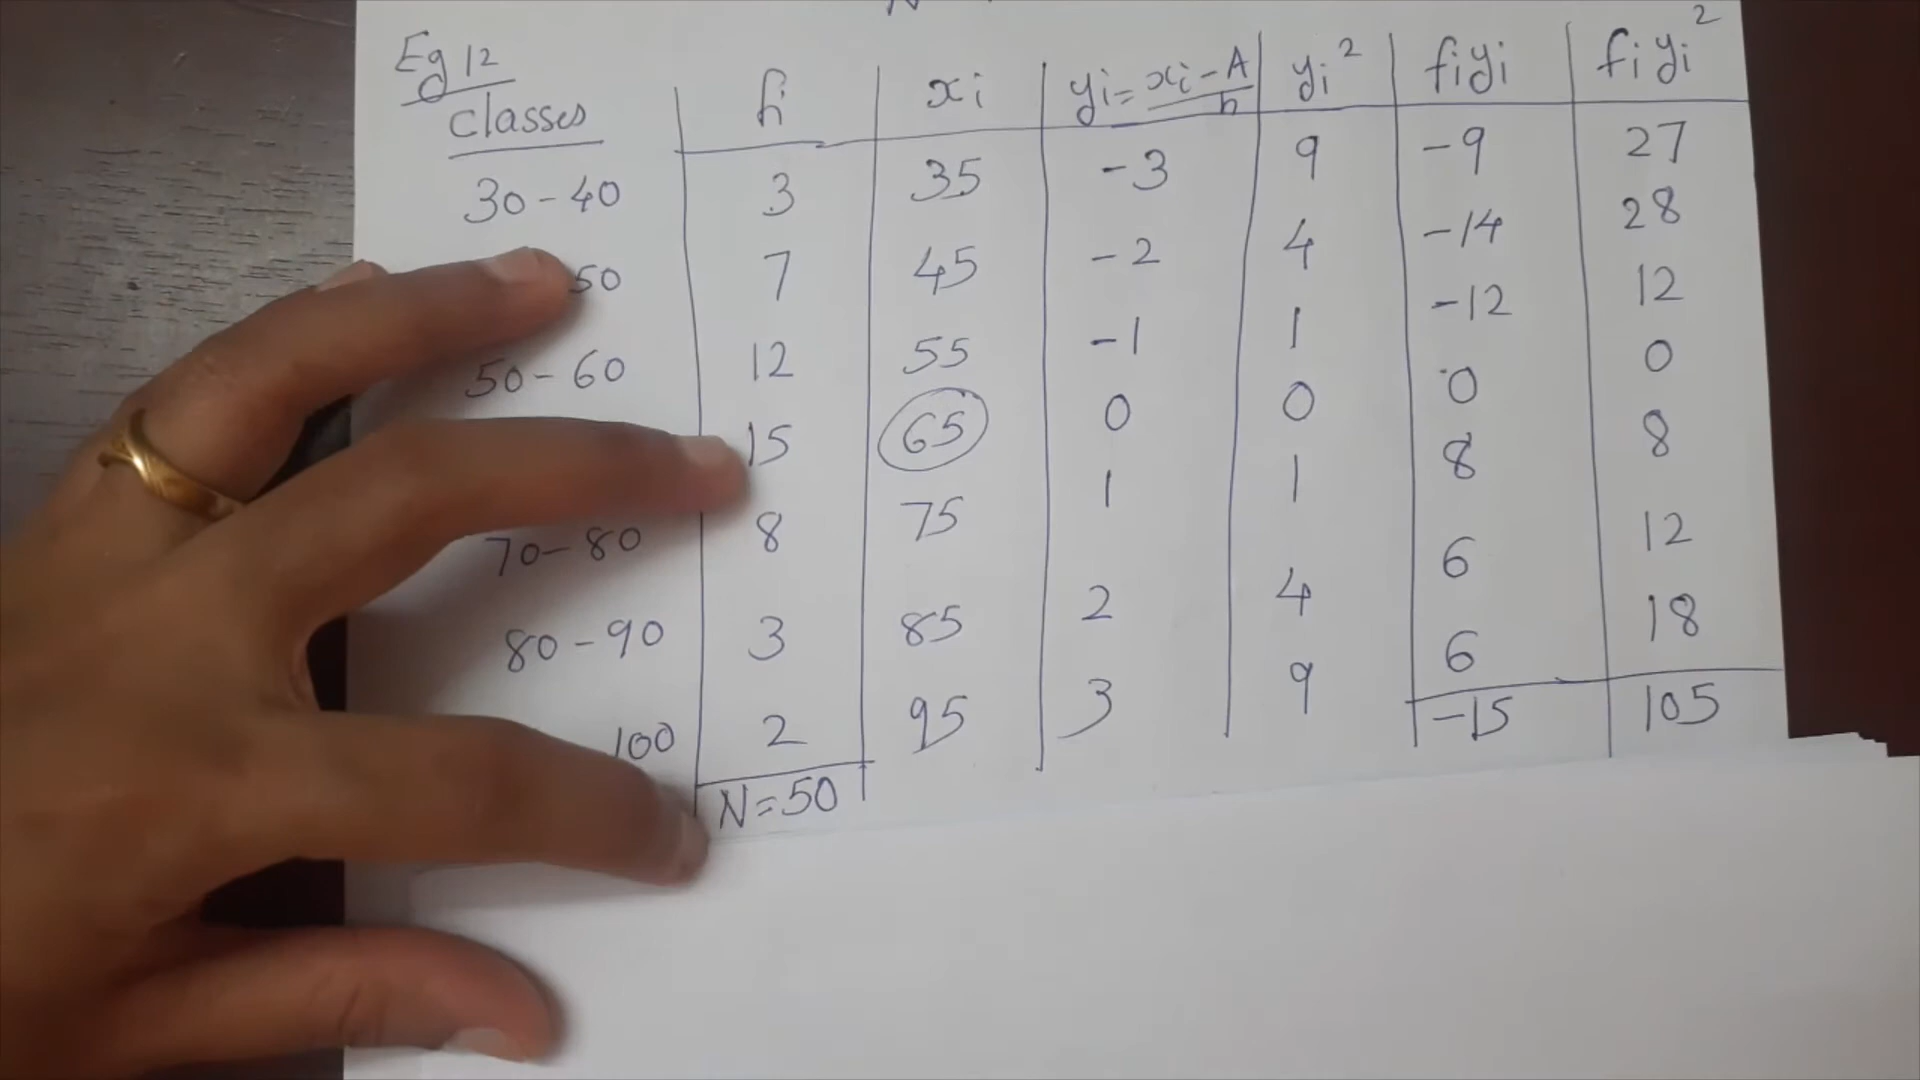 Eg 12
classes fi xi yi = xi - A / h yi² fiyi fiyi²
30-40 3 35 -3 9 -9 27
50 7 45 -2 4 -14 28
50-60 12 55 -1 1 -12 12
15 65 0 0 0 0
70-80 8 75 1 1 8 8
80-90 3 85 2 4 6 12
100 2 95 3 9 6 18
N=50 -15 105